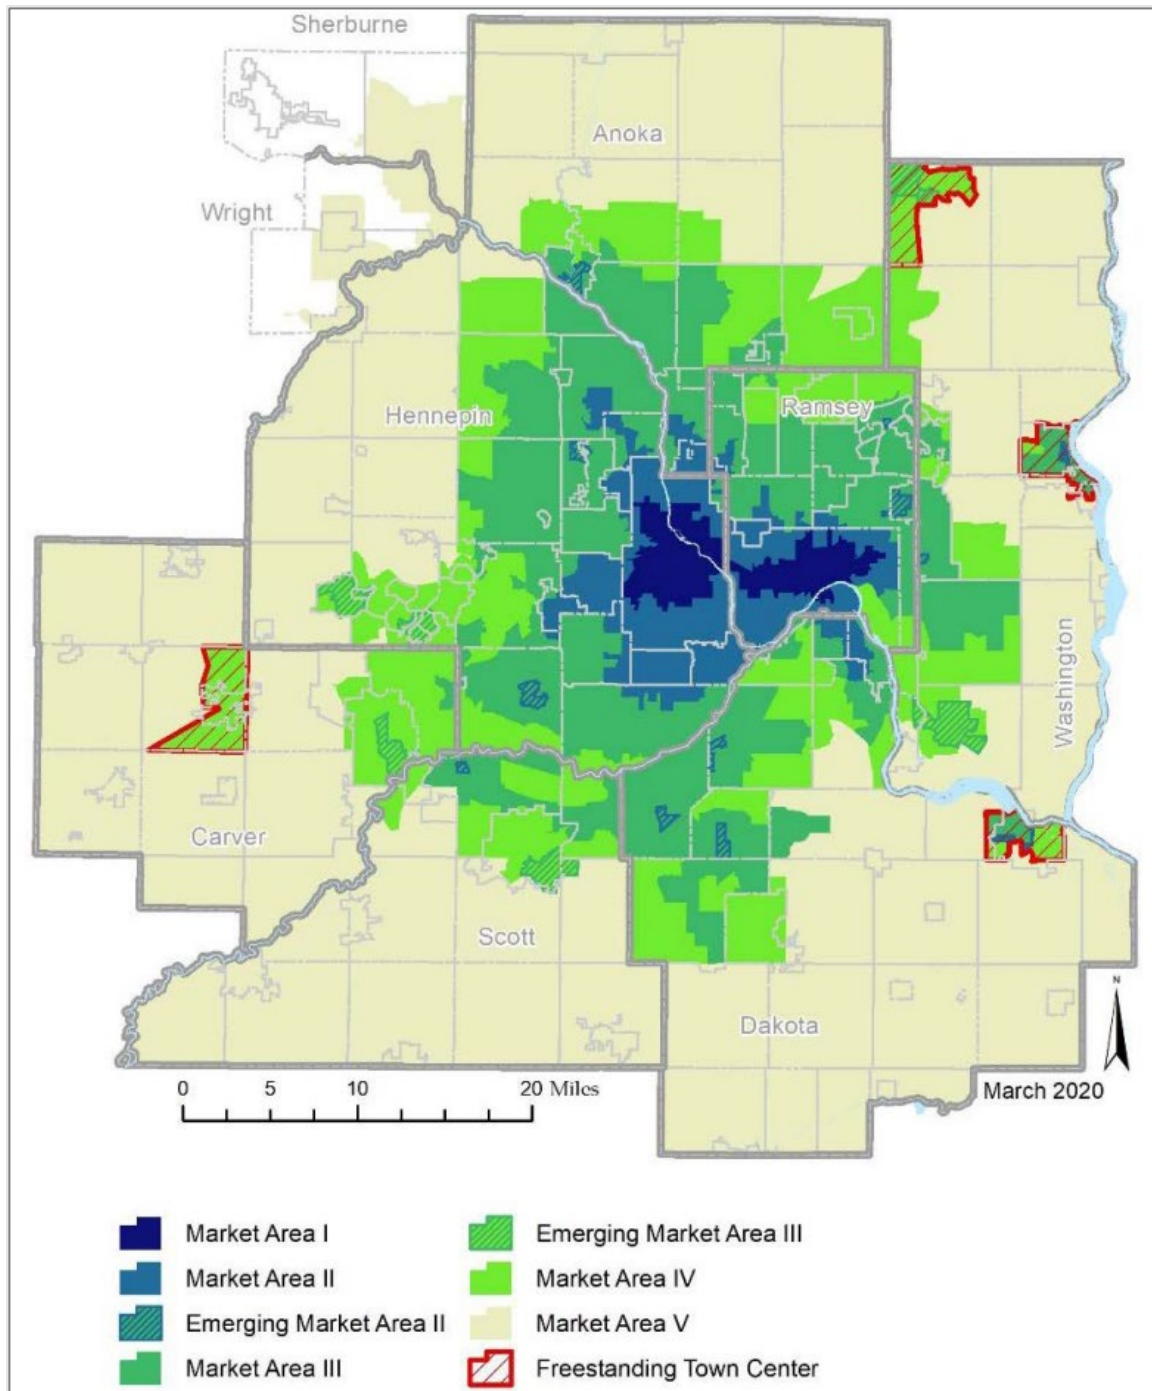 Sherburne
Anoka
Wright
Hennepin
Ramsey
Washington
Carver
Scott
Dakota
N
0 5 10 20 Miles
March 2020
Market Area I
Market Area II
Emerging Market Area II
Market Area III
Emerging Market Area III
Market Area IV
Market Area V
Freestanding Town Center